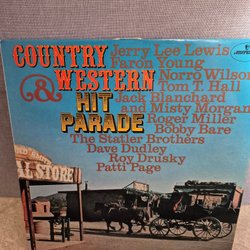 COUNTRY
& WESTERN
HIT
PARADE
Jerry Lee Lewis
Faron Young
Norro Wilson
Tom T. Hall
Jack Blanchard
and Misty Morgan
Roger Miller
Bobby Bare
The Statler Brothers
Dave Dudley
Roy Drusky
Patti Page
L STORE